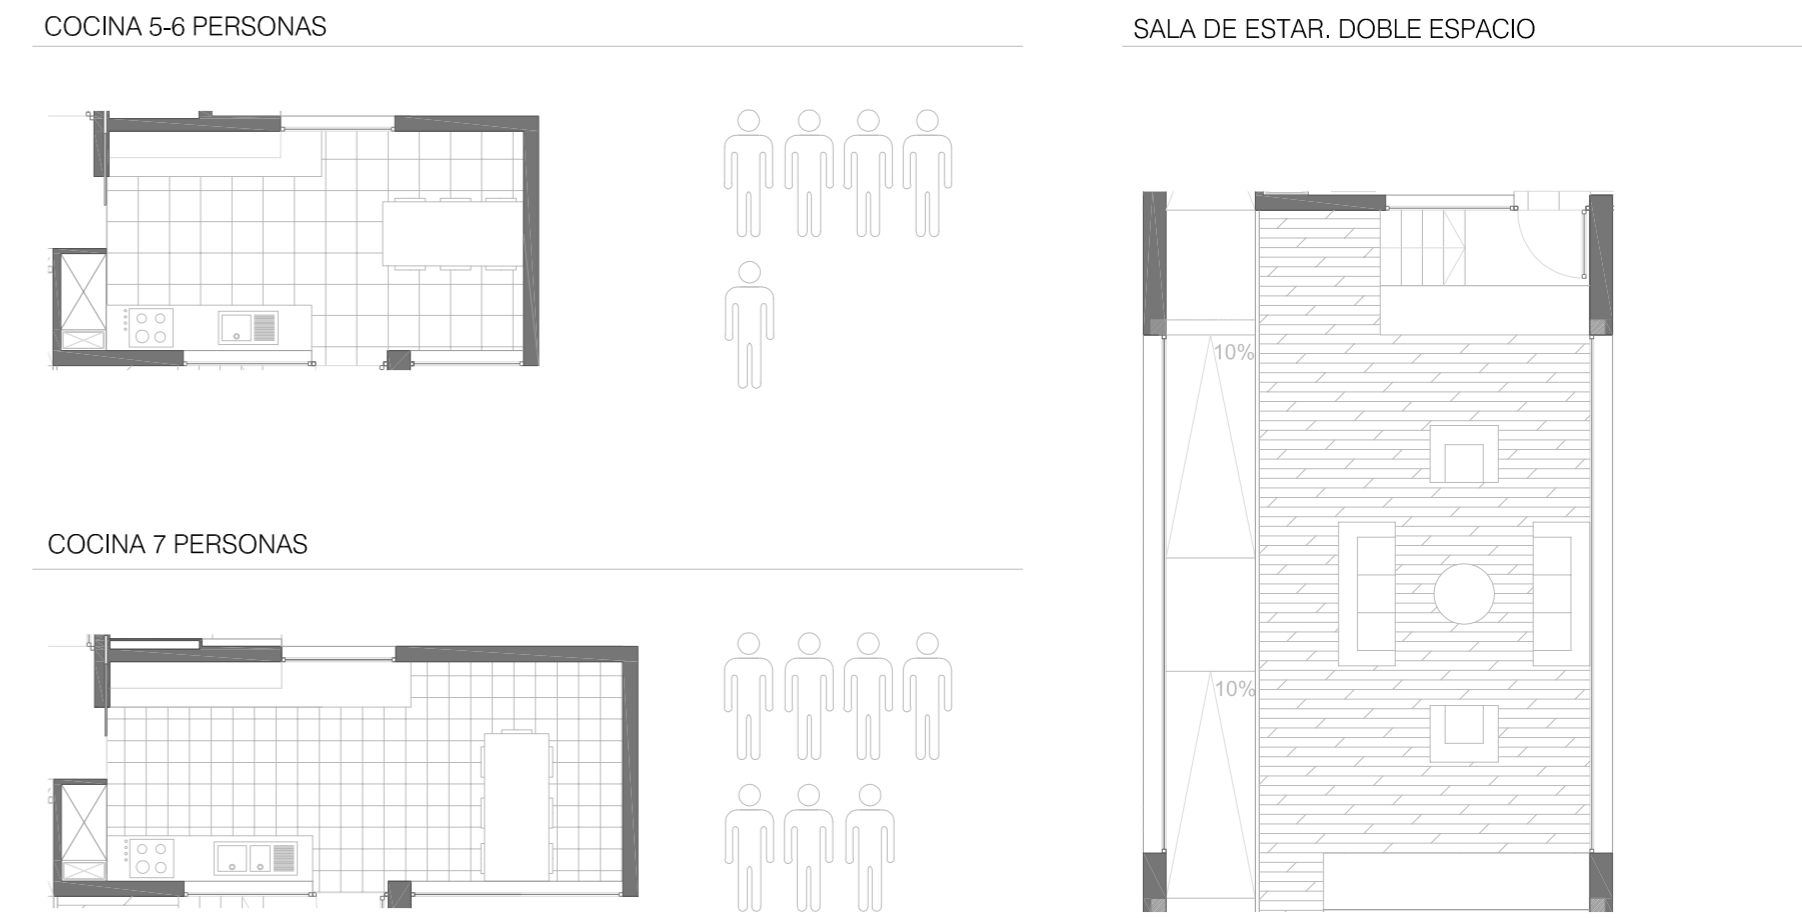 COCINA 5-6 PERSONAS
SALA DE ESTAR. DOBLE ESPACIO
10%
COCINA 7 PERSONAS
10%